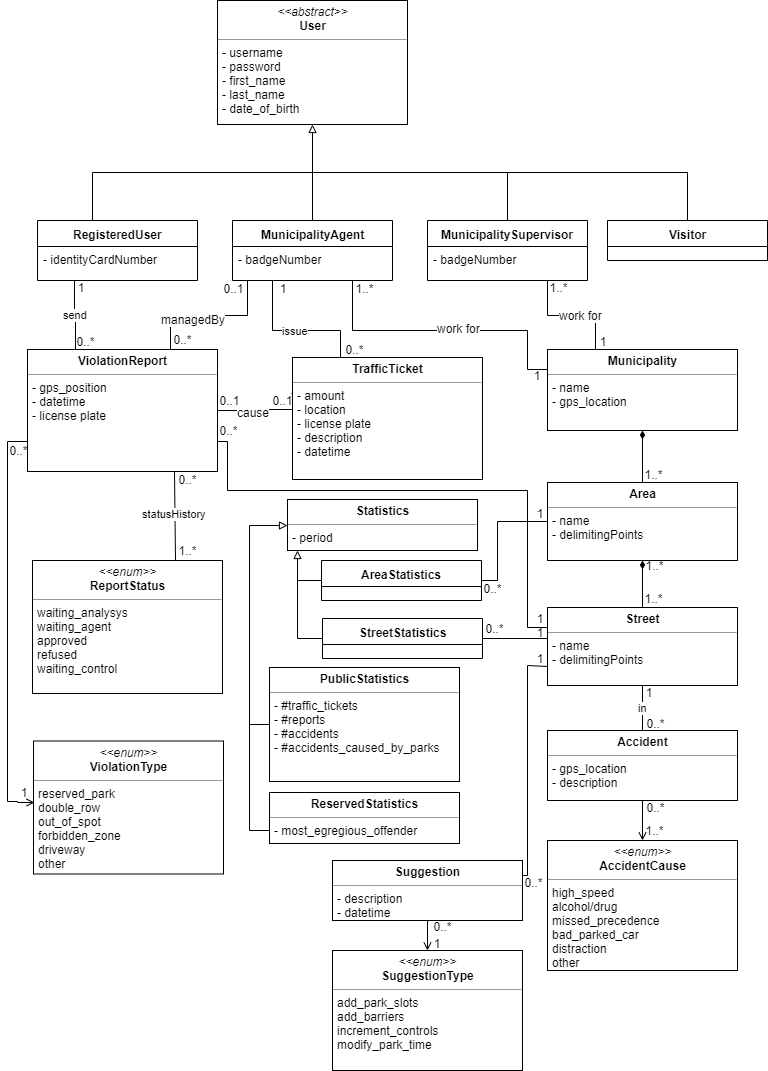 <<abstract>>
User
- username
- password
- first_name
- last_name
- date_of_birth
RegisteredUser
- identityCardNumber
MunicipalityAgent
- badgeNumber
MunicipalitySupervisor
- badgeNumber
Visitor
1
send
0..*
0..1
managedBy
0..*
1
issue
0..*
1..*
work for
1
1..*
work for
1
ViolationReport
- gps_position
- datetime
- license plate
0..1
cause
0..1
TrafficTicket
- amount
- location
- license plate
- description
- datetime
Municipality
- name
- gps_location
1..*
0..*
0..*
0..*
statusHistory
1..*
Statistics
- period
Area
- name
- delimitingPoints
1
AreaStatistics
0..*
1..*
1..*
<<enum>>
ReportStatus
waiting_analysys
waiting_agent
approved
refused
waiting_control
StreetStatistics
0..*
1
1
1
Street
- name
- delimitingPoints
PublicStatistics
- #traffic_tickets
- #reports
- #accidents
- #accidents_caused_by_parks
1
in
0..*
Accident
- gps_location
- description
<<enum>>
ViolationType
1
reserved_park
double_row
out_of_spot
forbidden_zone
driveway
other
ReservedStatistics
- most_egregious_offender
0..*
1..*
<<enum>>
AccidentCause
high_speed
alcohol/drug
missed_precedence
bad_parked_car
distraction
other
Suggestion
- description
- datetime
0..*
0..*
1
<<enum>>
SuggestionType
add_park_slots
add_barriers
increment_controls
modify_park_time